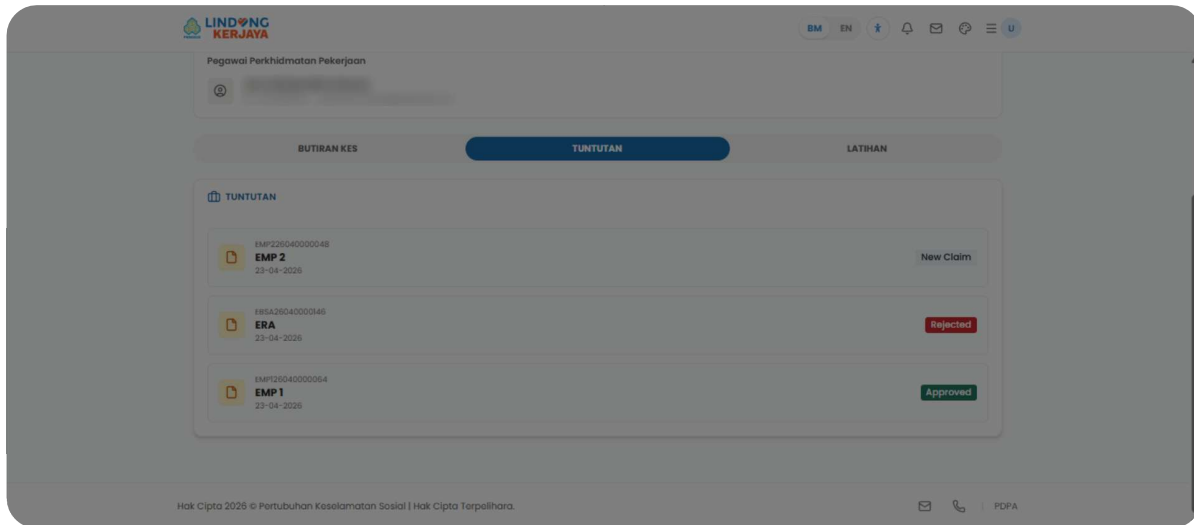 LINDUNG
KERJAYA
BM EN U
Pegawai Perkhidmatan Pekerjaan
BUTIRAN KES TUNTUTAN LATIHAN
TUNTUTAN
EMP226040000048
EMP 2
23-04-2026
New Claim
EBSA26040000146
ERA
23-04-2026
Rejected
EMP126040000064
EMP 1
23-04-2026
Approved
Hak Cipta 2026 © Pertubuhan Keselamatan Sosial | Hak Cipta Terpelihara.
| PDPA